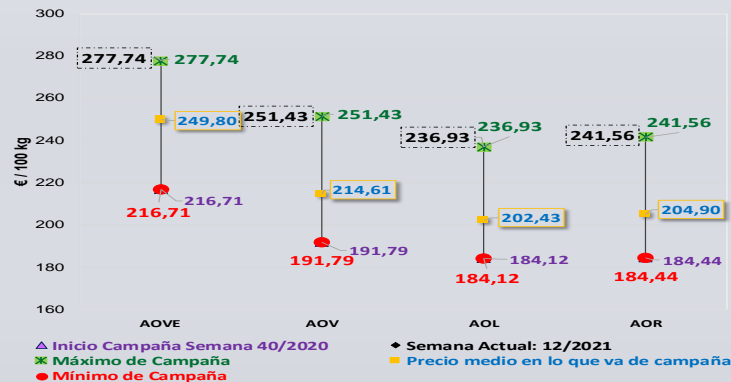 300
280
260
240
220
200
180
160
€ / 100 kg
277,74
277,74
249,80
216,71
216,71
251,43
251,43
214,61
191,79
191,79
236,93
236,93
202,43
184,12
184,12
241,56
241,56
204,90
184,44
184,44
AOVE
AOV
AOL
AOR
Inicio Campaña Semana 40/2020
Semana Actual: 12/2021
Máximo de Campaña
Precio medio en lo que va de campaña
Mínimo de Campaña